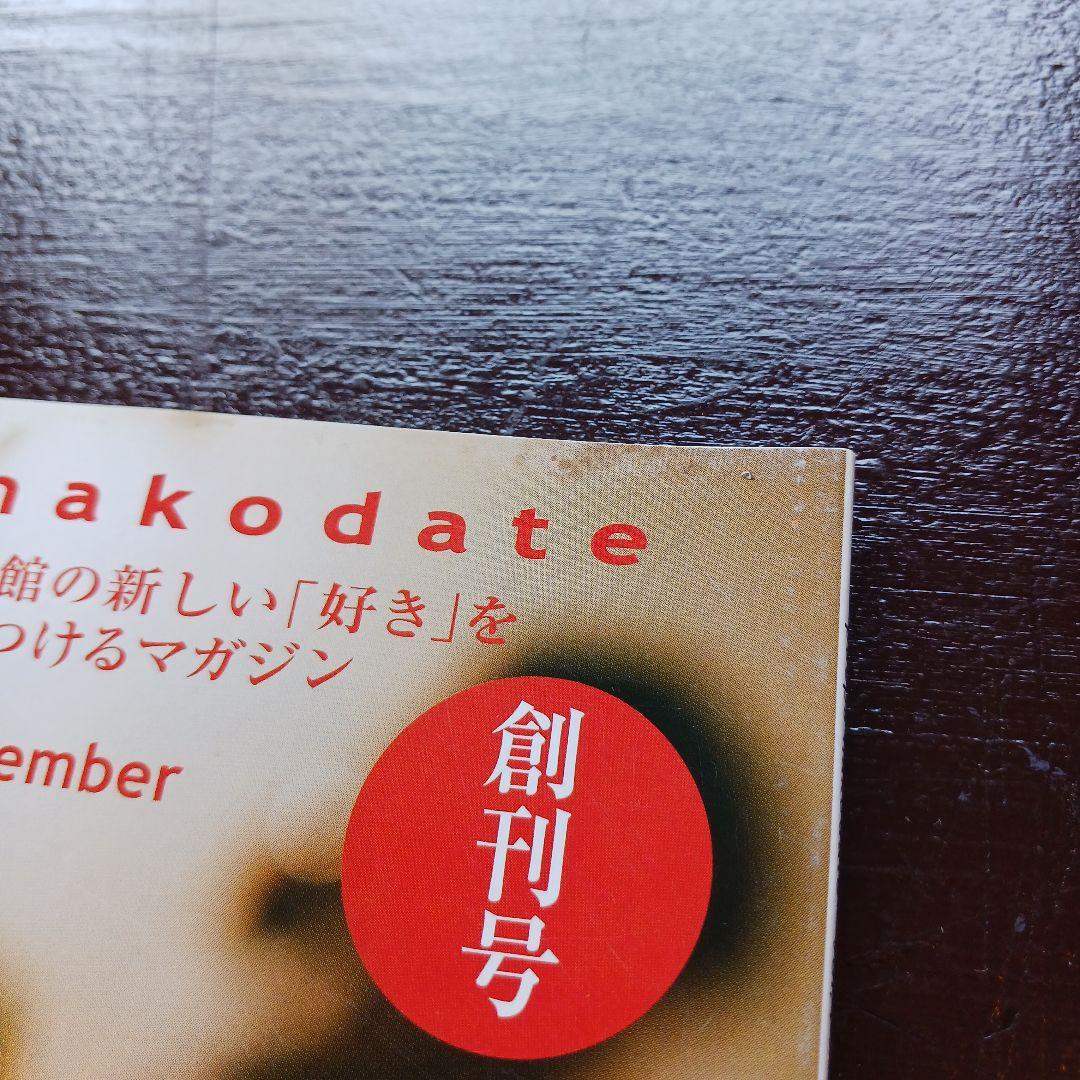 hakodate
館の新しい「好き」を
つけるマガジン
ember
創刊号